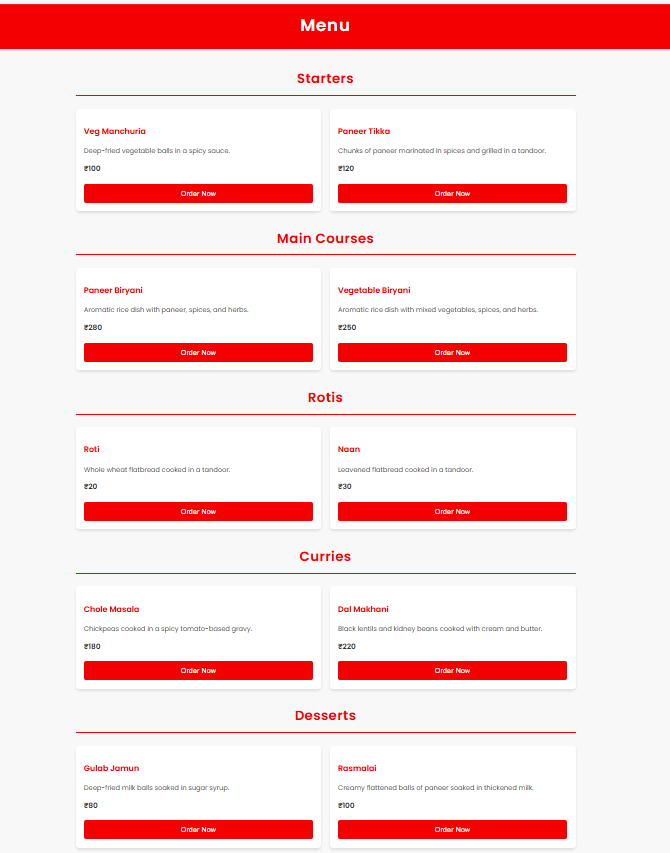 Menu
Starters
Veg Manchuria
Deep-fried vegetable balls in a spicy sauce.
₹100
Order Now
Paneer Tikka
Chunks of paneer marinated in spices and grilled in a tandoor.
₹120
Order Now
Main Courses
Paneer Biryani
Aromatic rice dish with paneer, spices, and herbs.
₹280
Order Now
Vegetable Biryani
Aromatic rice dish with mixed vegetables, spices, and herbs.
₹250
Order Now
Rotis
Roti
Whole wheat flatbread cooked in a tandoor.
₹20
Order Now
Naan
Leavened flatbread cooked in a tandoor.
₹30
Order Now
Curries
Chole Masala
Chickpeas cooked in a spicy tomato-based gravy.
₹180
Order Now
Dal Makhani
Black lentils and kidney beans cooked with cream and butter.
₹220
Order Now
Desserts
Gulab Jamun
Deep-fried milk balls soaked in sugar syrup.
₹80
Order Now
Rasmalai
Creamy flattened balls of paneer soaked in thickened milk.
₹100
Order Now